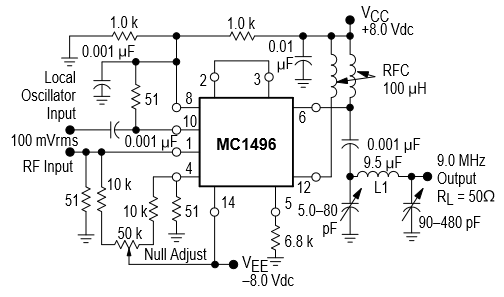 1.0 k
1.0 k
VCC
+8.0 Vdc
0.001 µF
0.01
µF
RFC
100 µH
Local
Oscillator
Input
51
2
3
8
6
10
100 mVrms
0.001 µF
MC1496
RF Input
1
0.001 µF
9.5 µF
L1
9.0 MHz
Output
RL = 50Ω
4
12
51
10 k
10 k
51
14
5
5.0–80
pF
90–480 pF
50 k
6.8 k
Null Adjust
VEE
–8.0 Vdc